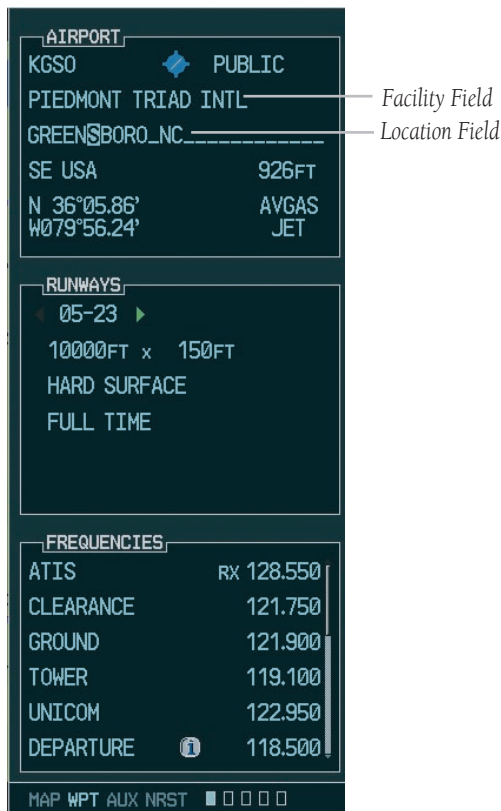 AIRPORT
KGSO PUBLIC
PIEDMONT TRIAD INTL
Facility Field
GREENSBORO_NC_____________
Location Field
SE USA 926FT
N 36°05.86' AVGAS
W079°56.24' JET
RUNWAYS
05-23
10000FT x 150FT
HARD SURFACE
FULL TIME
FREQUENCIES
ATIS RX 128.550
CLEARANCE 121.750
GROUND 121.900
TOWER 119.100
UNICOM 122.950
DEPARTURE i 118.500
MAP WPT AUX NRST